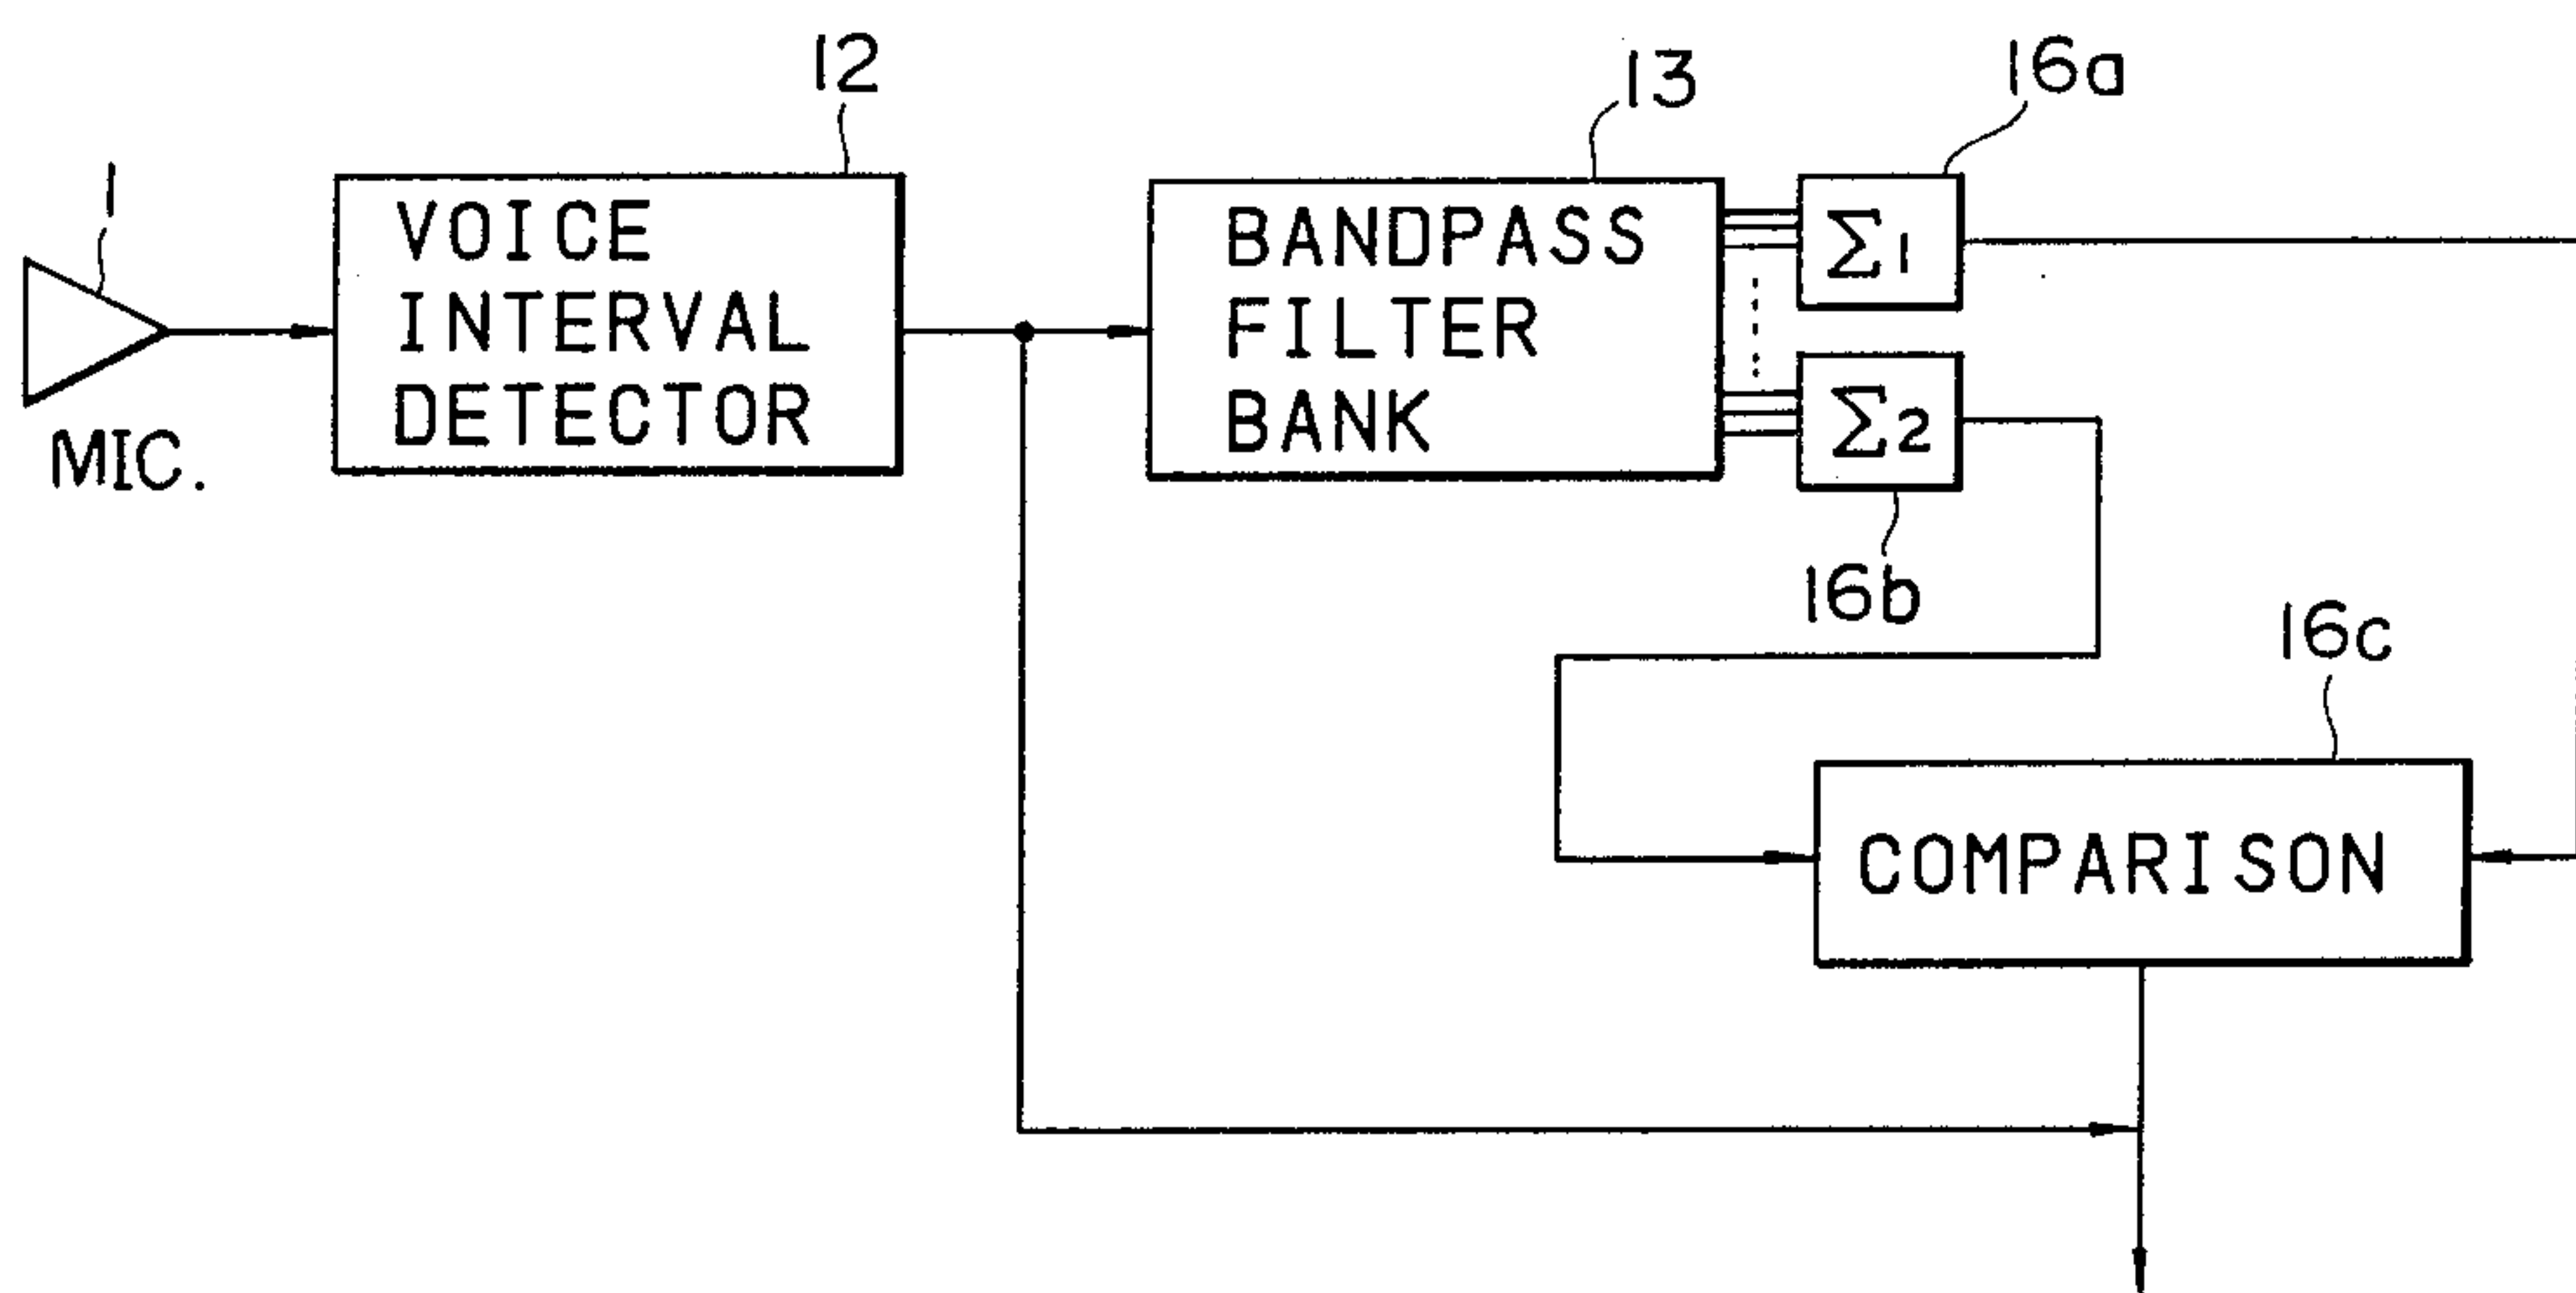 12
13
16a
1
VOICE
INTERVAL
DETECTOR
BANDPASS
FILTER
BANK
Σ1
Σ2
MIC.
16b
16c
COMPARISON